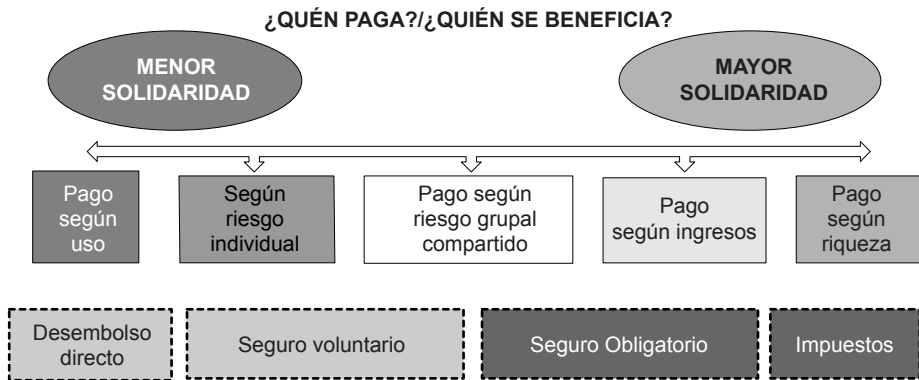 ¿QUÉN PAGA?/¿QUIÉN SE BENEFICIA?
MENOR
SOLIDARIDAD
MAYOR
SOLIDARIDAD
Pago
según
uso
Según
riesgo
individual
Pago según
riesgo grupal
compartido
Pago
según ingresos
Pago
según
riqueza
Desembolso
directo
Seguro voluntario
Seguro Obligatorio
Impuestos